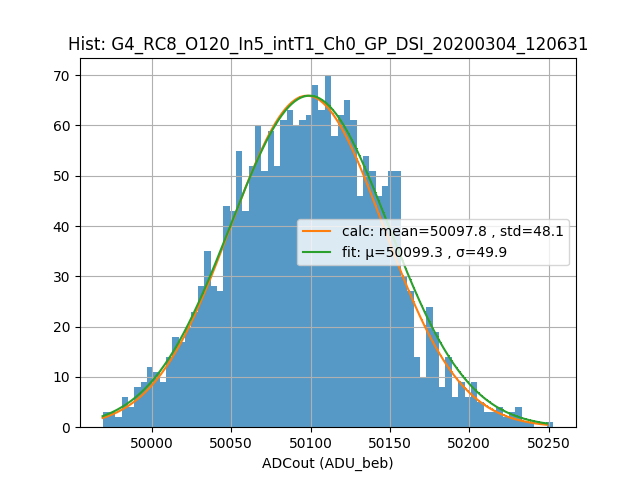 Hist: G4_RC8_O120_In5_intT1_Ch0_GP_DSI_20200304_120631
70
60
50
40
30
20
10
0
calc: mean=50097.8 , std=48.1
fit: μ=50099.3 , σ=49.9
50000 50050 50100 50150 50200 50250
ADCout (ADU_beb)